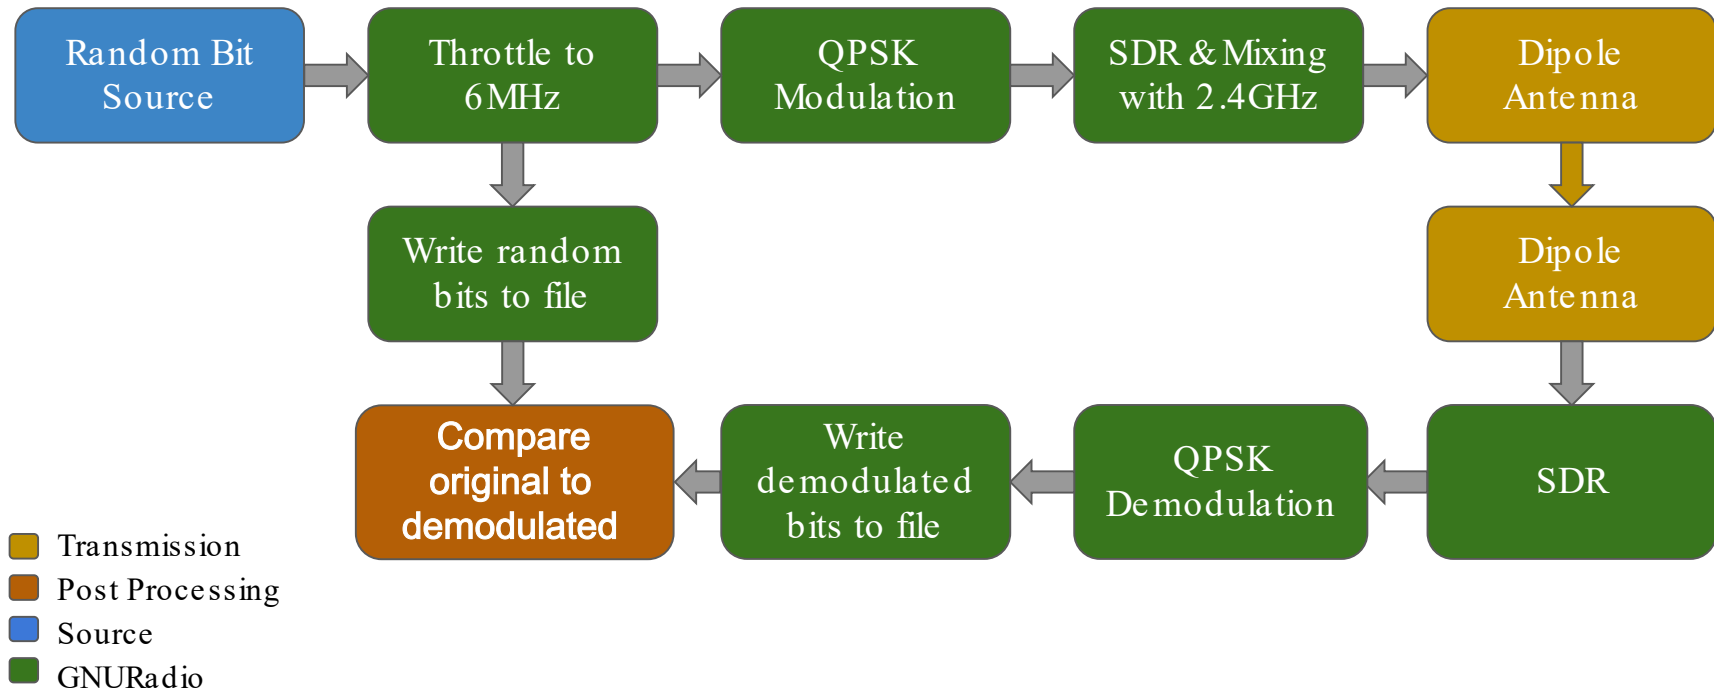 Random Bit
Source
Throttle to
6MHz
QPSK
Modulation
SDR & Mixing
with 2.4GHz
Dipole
Antenna
Write random
bits to file
Dipole
Antenna
Compare
original to
demodulated
Write
demodulated
bits to file
QPSK
Demodulation
SDR
Transmission
Post Processing
Source
GNURadio